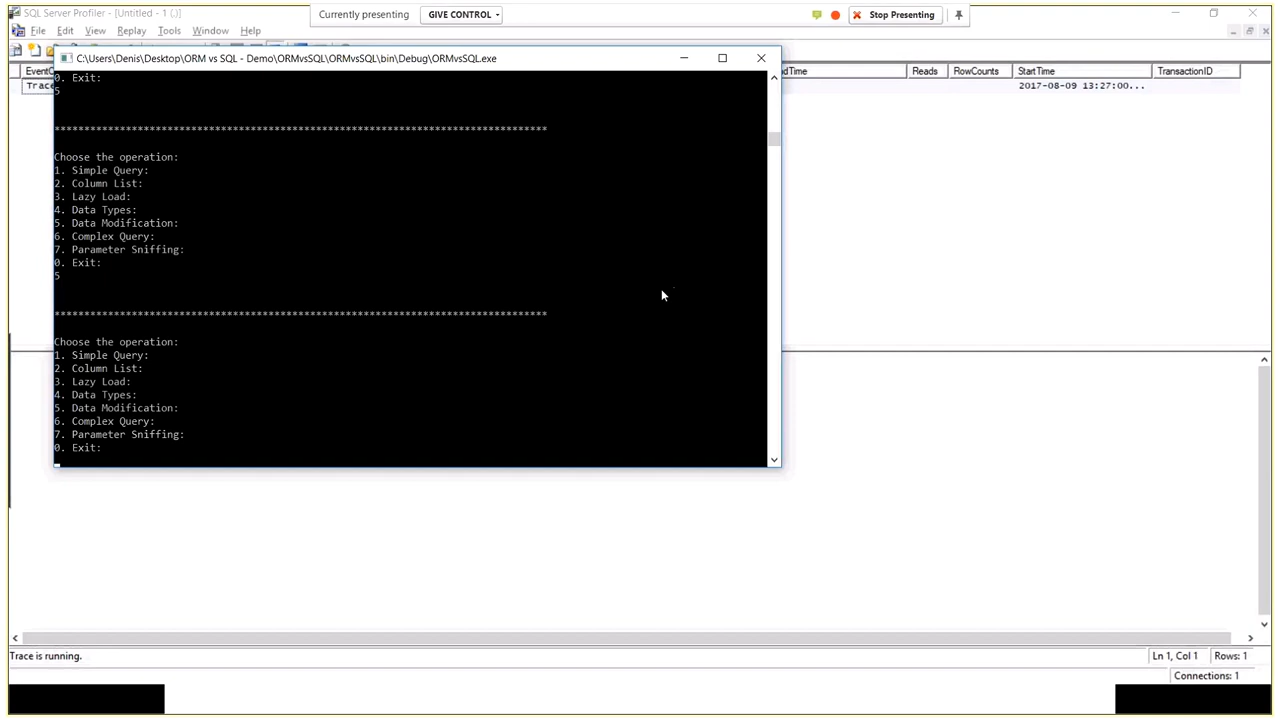 SQL Server Profiler - [Untitled - 1 (.)]
Currently presenting
GIVE CONTROL
Stop Presenting
File Edit View Replay Tools Window Help
C:\Users\Denis\Desktop\ORM vs SQL - Demo\ORMvsSQL\ORMvsSQL\bin\Debug\ORMvsSQL.exe
EventC
dTime Reads RowCounts StartTime TransactionID
Trace
2017-08-09 13:27:00...
0. Exit:
5
***********************************************************************************
Choose the operation:
1. Simple Query:
2. Column List:
3. Lazy Load:
4. Data Types:
5. Data Modification:
6. Complex Query:
7. Parameter Sniffing:
0. Exit:
5
***********************************************************************************
Choose the operation:
1. Simple Query:
2. Column List:
3. Lazy Load:
4. Data Types:
5. Data Modification:
6. Complex Query:
7. Parameter Sniffing:
0. Exit:
Trace is running.
Ln 1, Col 1 Rows: 1
Connections: 1